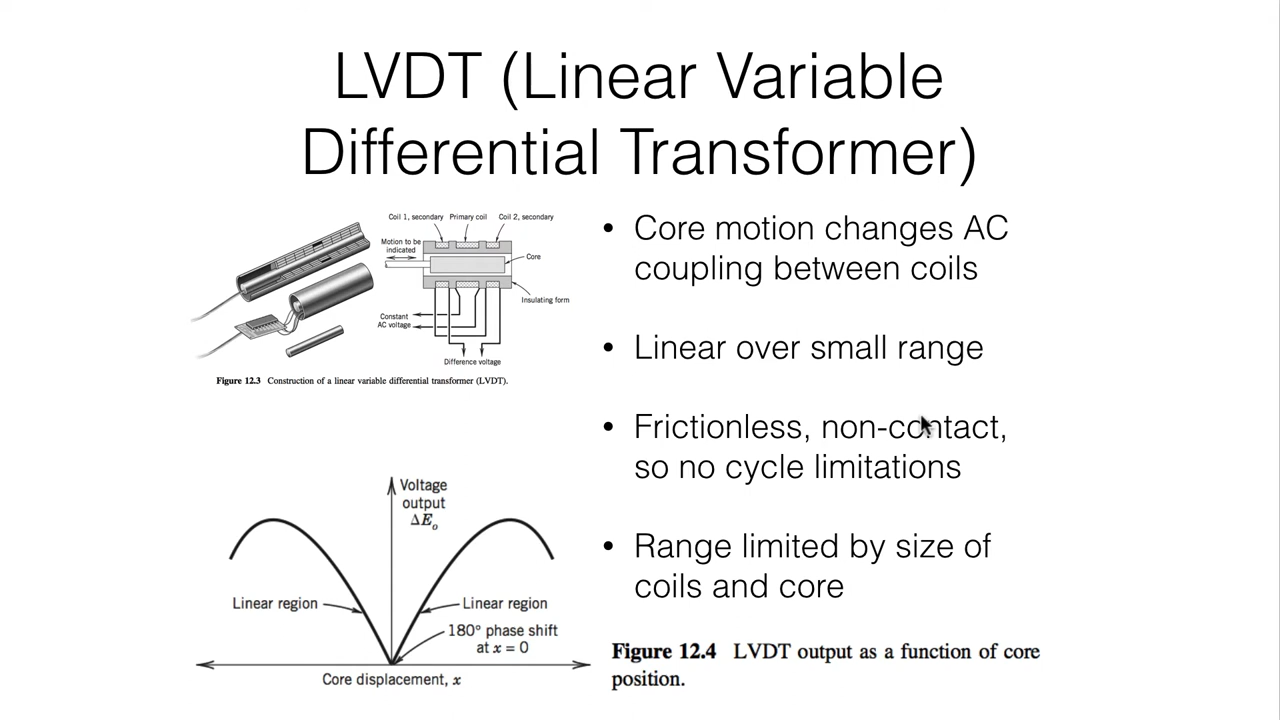 LVDT (Linear Variable
Differential Transformer)
Coil 1, secondary Primary coil Coil 2, secondary
Motion to be
indicated
Core
Insulating form
Constant
AC voltage
Difference voltage
Figure 12.3 Construction of a linear variable differential transformer (LVDT).
• Core motion changes AC
coupling between coils
• Linear over small range
• Frictionless, non-contact,
so no cycle limitations
• Range limited by size of
coils and core
Voltage
output
ΔEₒ
Linear region
Linear region
180° phase shift
at x = 0
Core displacement, x
Figure 12.4 LVDT output as a function of core
position.